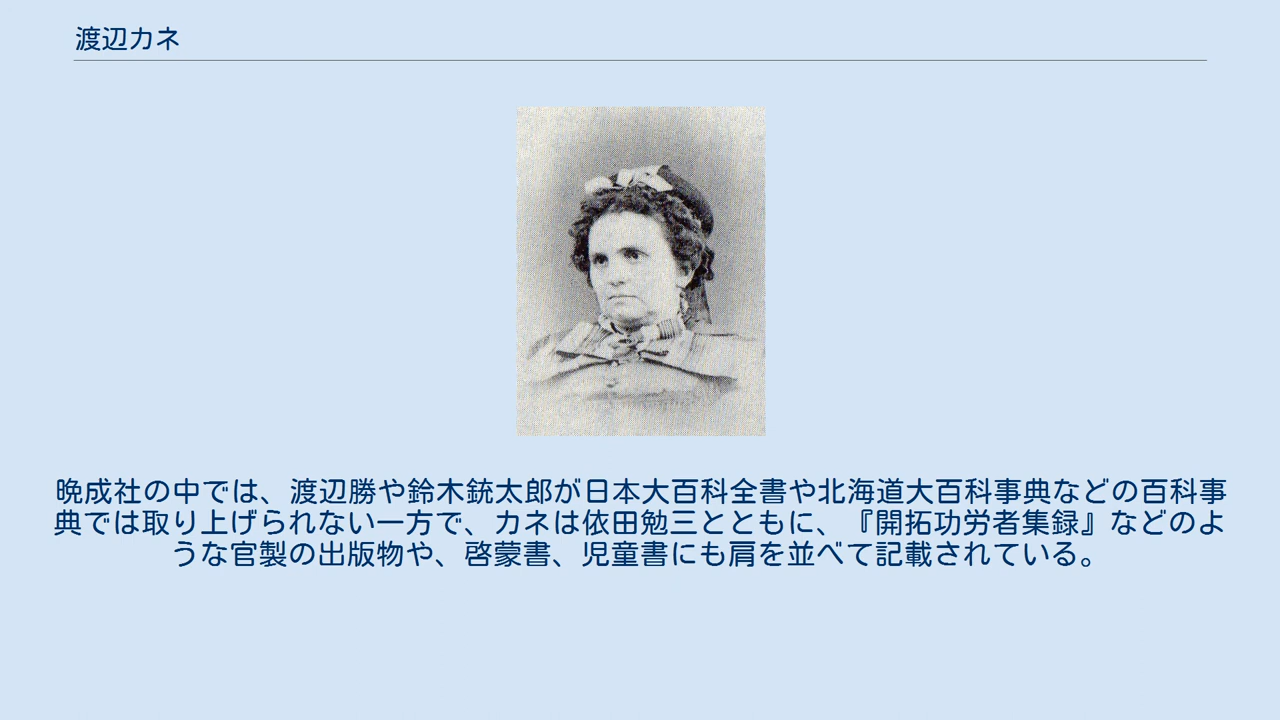 渡辺カネ
晩成社の中では、渡辺勝や鈴木銃太郎が日本大百科全書や北海道大百科事典などの百科事
典では取り上げられない一方で、カネは依田勉三とともに、『開拓功労者集録』などのよ
うな官製の出版物や、啓蒙書、児童書にも肩を並べて記載されている。